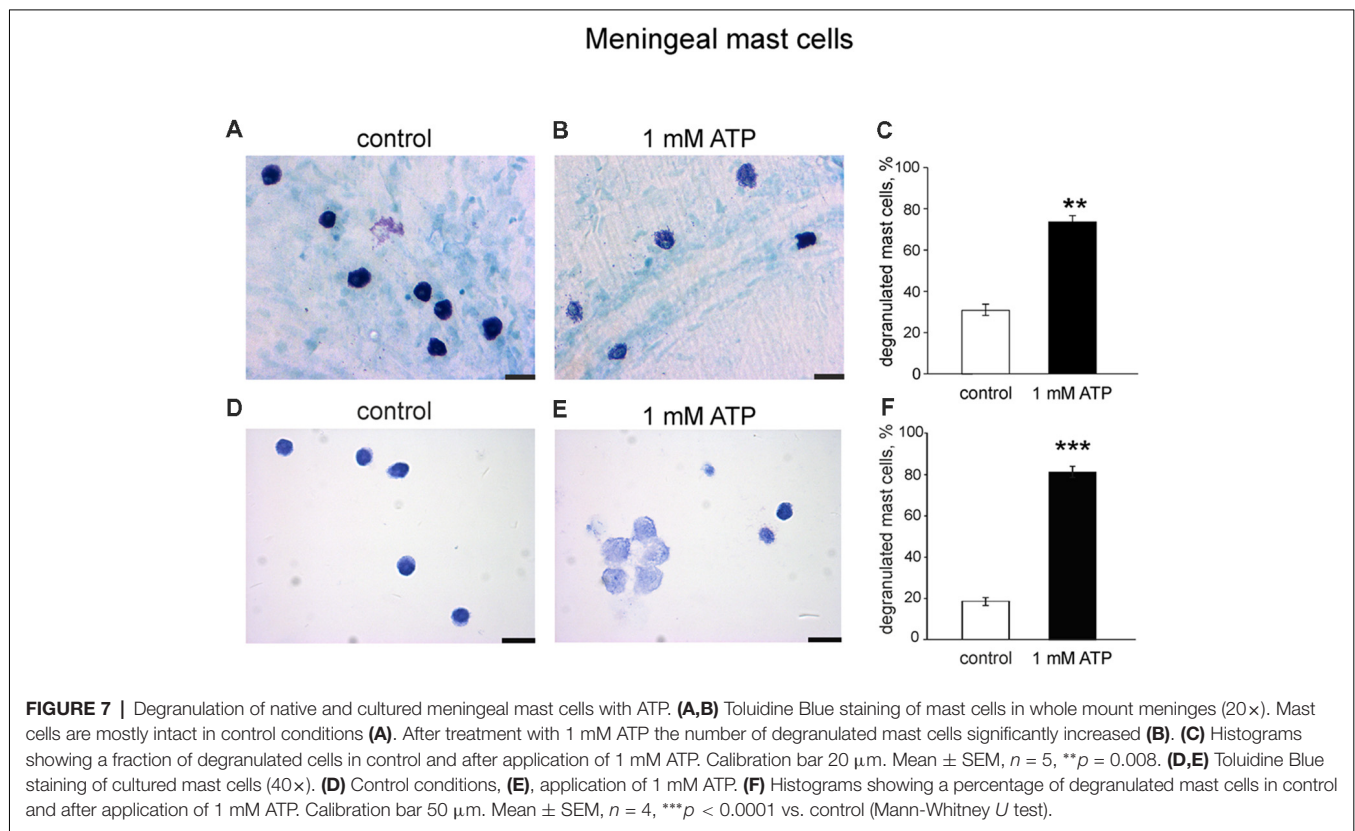 Meningeal mast cells
A
control
B
1 mM ATP
C
degranulated mast cells, %
100
80
60
40
20
0
**
control
1 mM ATP
D
control
E
1 mM ATP
F
degranulated mast cells, %
100
80
60
40
20
0
***
control
1 mM ATP
FIGURE 7 | Degranulation of native and cultured meningeal mast cells with ATP. (A,B) Toluidine Blue staining of mast cells in whole mount meninges (20×). Mast
cells are mostly intact in control conditions (A). After treatment with 1 mM ATP the number of degranulated mast cells significantly increased (B). (C) Histograms
showing a fraction of degranulated cells in control and after application of 1 mM ATP. Calibration bar 20 μm. Mean ± SEM, n = 5, **p = 0.008. (D,E) Toluidine Blue
staining of cultured mast cells (40×). (D) Control conditions, (E), application of 1 mM ATP. (F) Histograms showing a percentage of degranulated mast cells in control
and after application of 1 mM ATP. Calibration bar 50 μm. Mean ± SEM, n = 4, ***p < 0.0001 vs. control (Mann-Whitney U test).